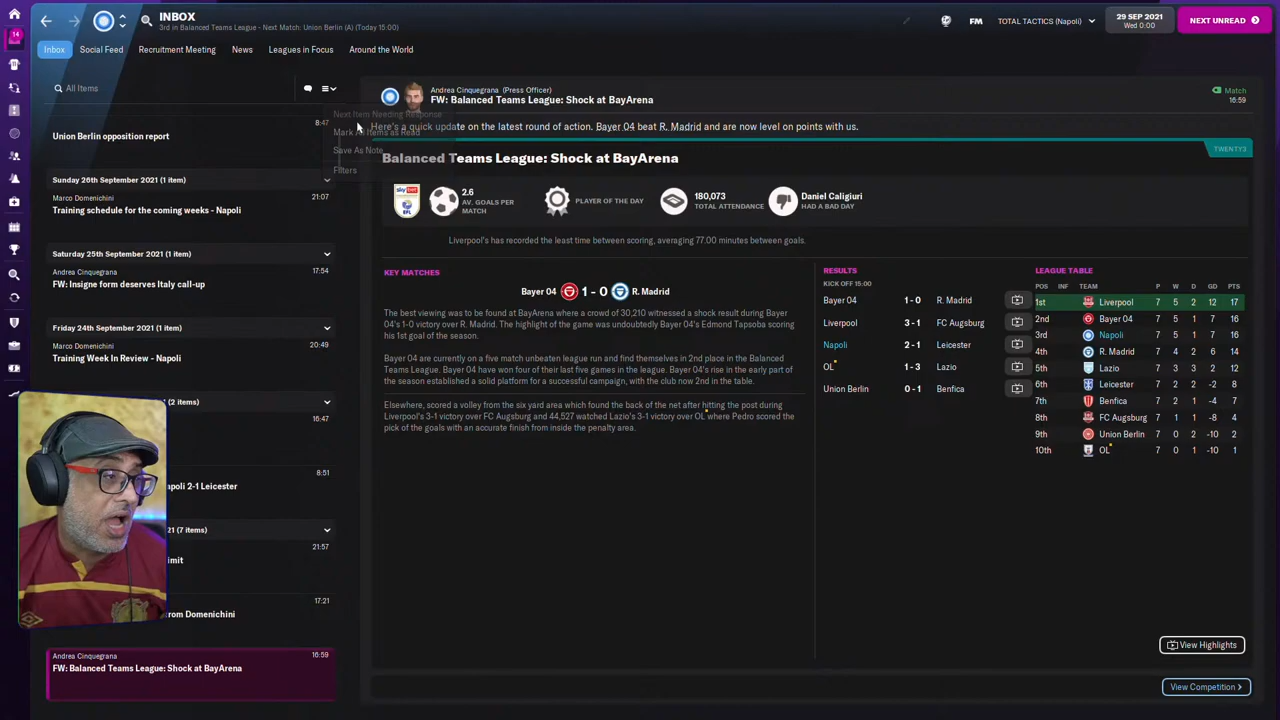 INBOX
3rd in Balanced Teams League - Next Match: Union Berlin (A) (Today 15:00)
FM
TOTAL TACTICS (Napoli)
29 SEP 2021
Wed 0:00
NEXT UNREAD
14
Inbox
Social Feed
Recruitment Meeting
News
Leagues in Focus
Around the World
All Items
Next Item Needing Response
Mark All Items as Read
Save As Note
Filters
8:47
Union Berlin opposition report
Sunday 26th September 2021 (1 item)
Marco Domenichini
21:07
Training schedule for the coming weeks - Napoli
Saturday 25th September 2021 (1 item)
Andrea Cinquegrana
17:54
FW: Insigne form deserves Italy call-up
Friday 24th September 2021 (1 item)
Marco Domenichini
20:49
Training Week In Review - Napoli
(2 items)
16:47
8:51
apoli 2-1 Leicester
21 (7 items)
21:57
imit
17:21
rom Domenichini
Andrea Cinquegrana
16:59
FW: Balanced Teams League: Shock at BayArena
Andrea Cinquegrana (Press Officer)
FW: Balanced Teams League: Shock at BayArena
Match
16:59
Here's a quick update on the latest round of action. Bayer 04 beat R. Madrid and are now level on points with us.
Balanced Teams League: Shock at BayArena
TWENTY3
sky bet
EFL
2.6
AV. GOALS PER
MATCH
PLAYER OF THE DAY
180,073
TOTAL ATTENDANCE
Daniel Caligiuri
HAD A BAD DAY
Liverpool's has recorded the least time between scoring, averaging 77.00 minutes between goals.
KEY MATCHES
Bayer 04 1 - 0 R. Madrid
The best viewing was to be found at BayArena where a crowd of 30,210 witnessed a shock result during Bayer
04's 1-0 victory over R. Madrid. The highlight of the game was undoubtedly Bayer 04's Edmond Tapsoba scoring
his 1st goal of the season.
Bayer 04 are currently on a five match unbeaten league run and find themselves in 2nd place in the Balanced
Teams League. Bayer 04 have won four of their last five games in the league. Bayer 04's rise in the early part of
the season established a solid platform for a successful campaign, with the club now 2nd in the table.
Elsewhere, scored a volley from the six yard area which found the back of the net after hitting the post during
Liverpool's 3-1 victory over FC Augsburg and 44,527 watched Lazio's 3-1 victory over OL where Pedro scored the
pick of the goals with an accurate finish from inside the penalty area.
RESULTS
KICK OFF 15:00
Bayer 04 1-0 R. Madrid
Liverpool 3-1 FC Augsburg
Napoli 2-1 Leicester
OL 1-3 Lazio
Union Berlin 0-1 Benfica
LEAGUE TABLE
POS INF TEAM P W D GD PTS
1st Liverpool 7 5 2 12 17
2nd Bayer 04 7 5 1 7 16
3rd Napoli 7 5 1 7 16
4th R. Madrid 7 4 2 6 14
5th Lazio 7 3 3 2 12
6th Leicester 7 2 2 -2 8
7th Benfica 7 2 1 -4 7
8th FC Augsburg 7 1 1 -8 4
9th Union Berlin 7 0 2 -10 2
10th OL 7 0 1 -10 1
View Highlights
View Competition >